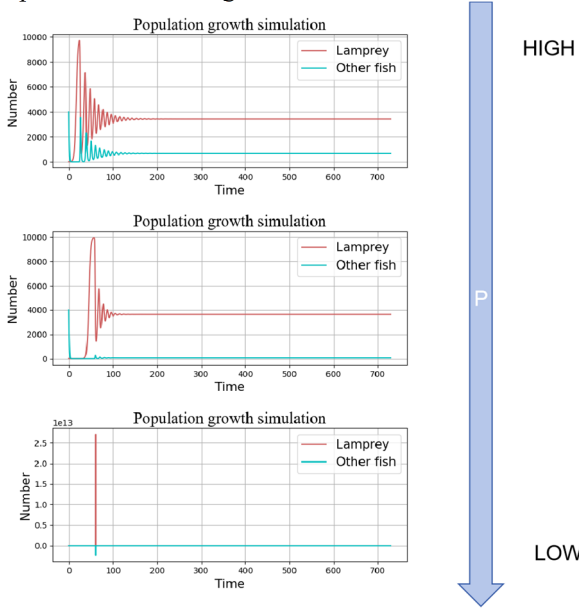 Population growth simulation
HIGH
10000
8000
6000
4000
2000
0
Number
Lamprey
Other fish
0 100 200 300 400 500 600 700
Time
Population growth simulation
10000
8000
6000
4000
2000
0
Number
Lamprey
Other fish
P
0 100 200 300 400 500 600 700
Time
Population growth simulation
1e13
2.5
2.0
1.5
1.0
0.5
0.0
Number
Lamprey
Other fish
LOW
0 100 200 300 400 500 600 700
Time